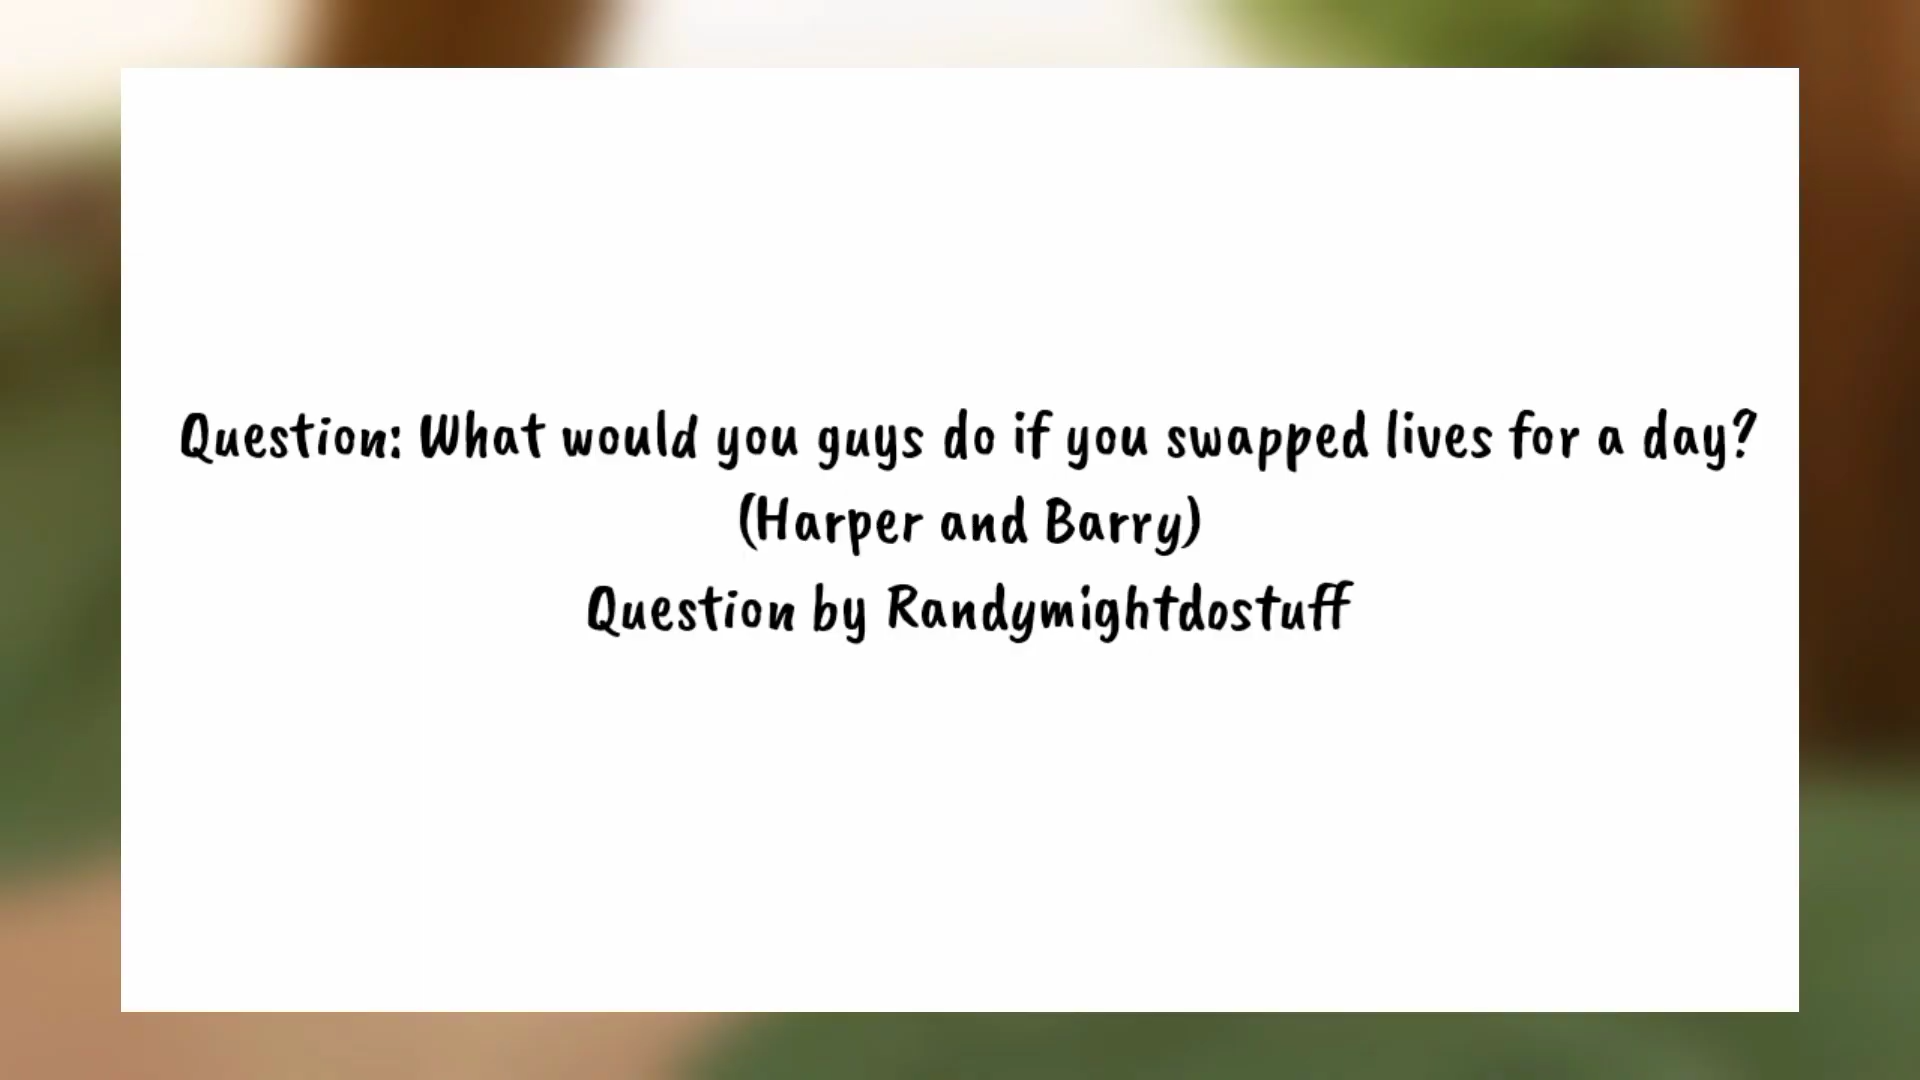 Question: What would you guys do if you swapped lives for a day?
(Harper and Barry)
Question by Randymightdostuff